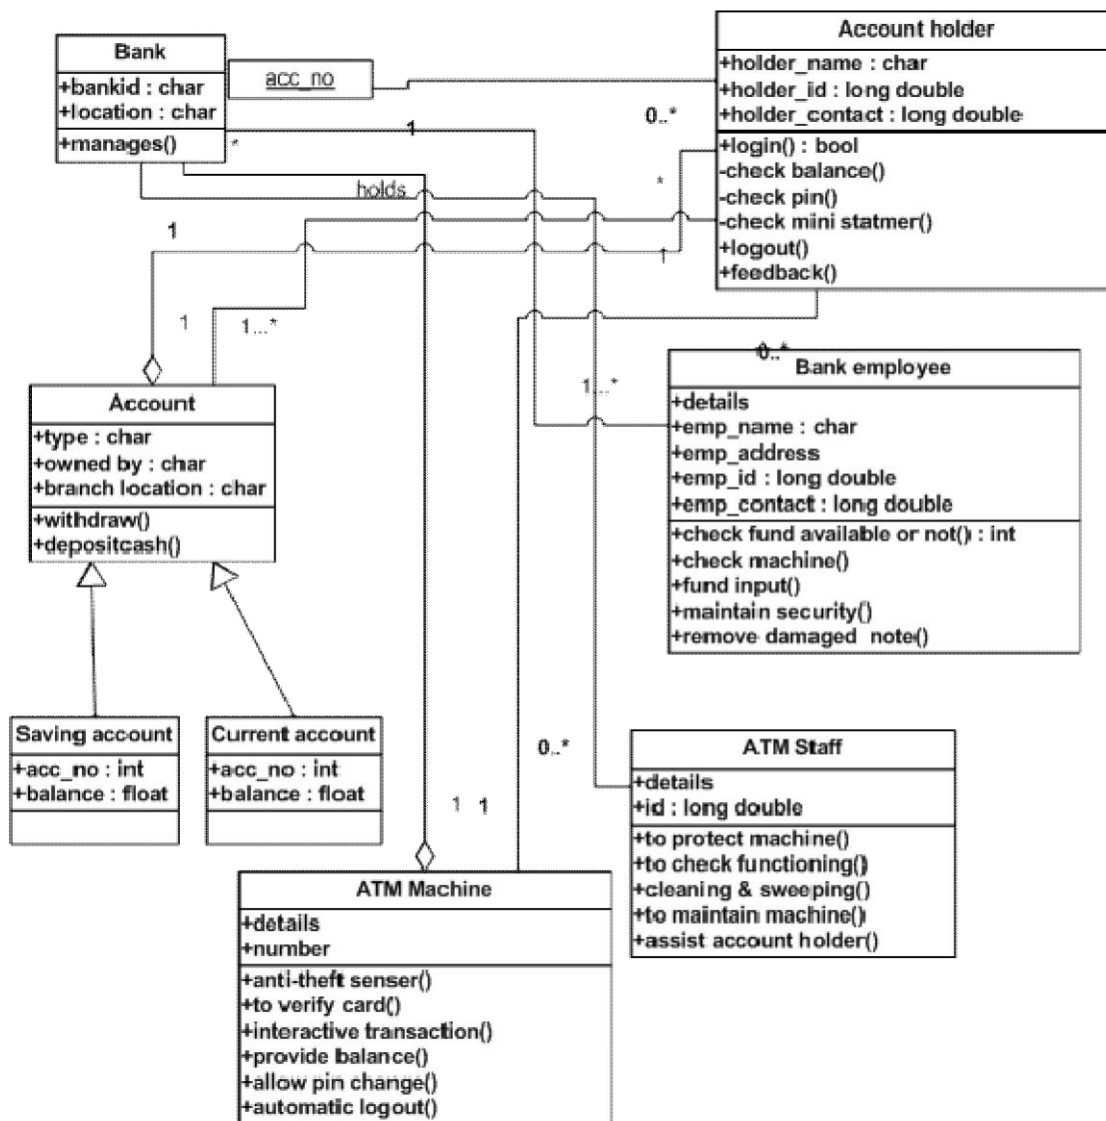 Bank
+bankid : char
+location : char
+manages()
acc_no
Account holder
+holder_name : char
+holder_id : long double
+holder_contact : long double
+login() : bool
-check balance()
-check pin()
-check mini statmer()
+logout()
+feedback()
1
0..*
*
holds
*
1
1
1
1...*
0..*
1...*
Account
+type : char
+owned by : char
+branch location : char
+withdraw()
+depositcash()
Bank employee
+details
+emp_name : char
+emp_address
+emp_id : long double
+emp_contact : long double
+check fund available or not() : int
+check machine()
+fund input()
+maintain security()
+remove damaged note()
Saving account
+acc_no : int
+balance : float
Current account
+acc_no : int
+balance : float
0..*
1
1
ATM Staff
+details
+id : long double
+to protect machine()
+to check functioning()
+cleaning & sweeping()
+to maintain machine()
+assist account holder()
ATM Machine
+details
+number
+anti-theft senser()
+to verify card()
+interactive transaction()
+provide balance()
+allow pin change()
+automatic logout()